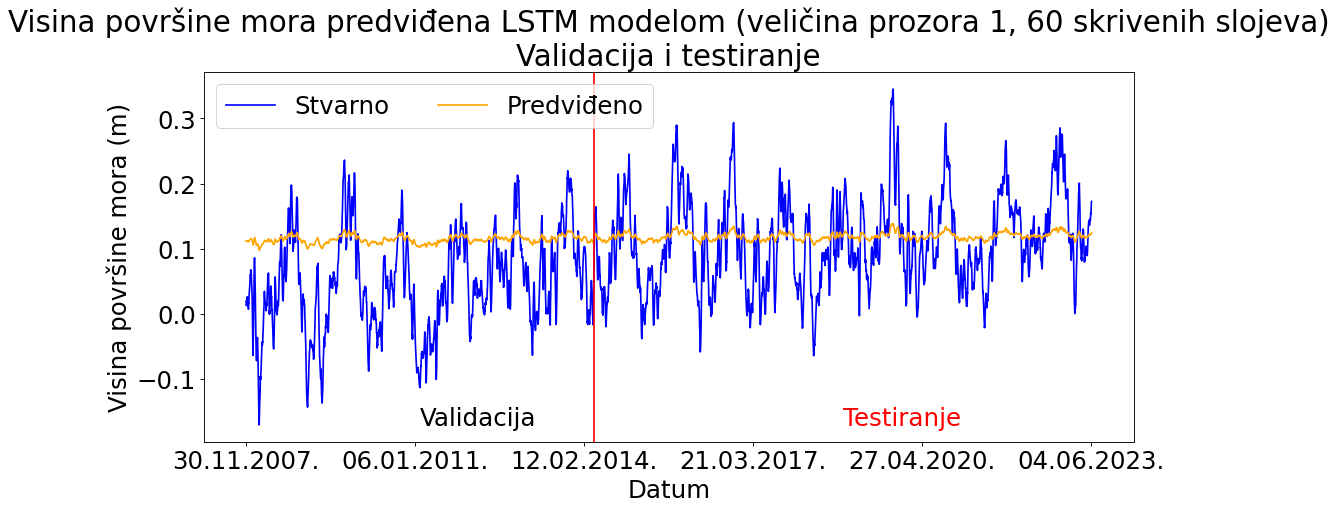 Visina površine mora predviđena LSTM modelom (veličina prozora 1, 60 skrivenih slojeva)
Validacija i testiranje
Stvarno
Predviđeno
Visina površine mora (m)
0.3
0.2
0.1
0.0
−0.1
Validacija
Testiranje
30.11.2007.
06.01.2011.
12.02.2014.
21.03.2017.
27.04.2020.
04.06.2023.
Datum